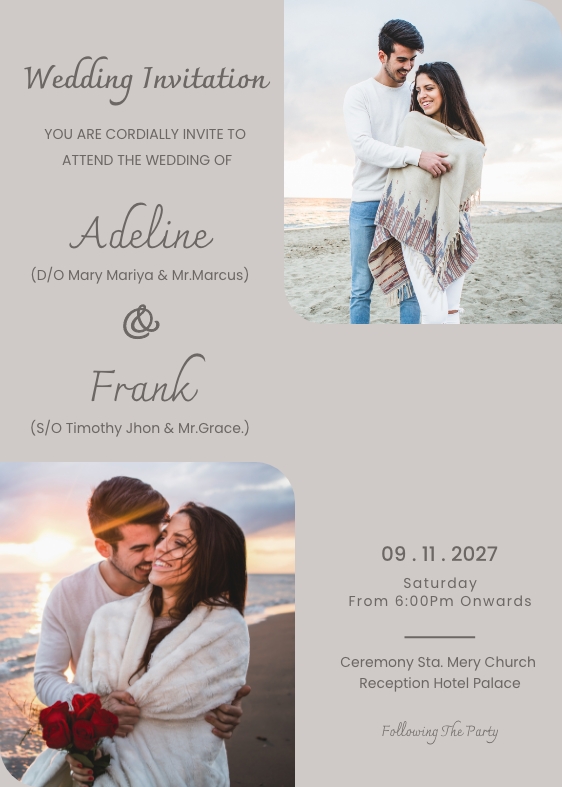 Wedding Invitation
YOU ARE CORDIALLY INVITE TO
ATTEND THE WEDDING OF
Adeline
(D/O Mary Mariya & Mr.Marcus)
&
Frank
(S/O Timothy Jhon & Mr.Grace.)
09 . 11 . 2027
Saturday
From 6:00Pm Onwards
Ceremony Sta. Mery Church
Reception Hotel Palace
Following The Party